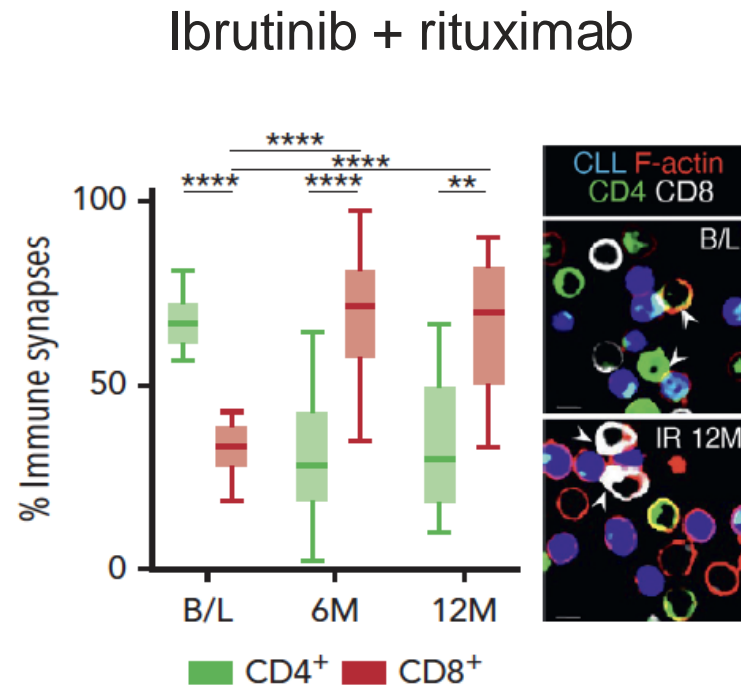 Ibrutinib + rituximab
****
****
**** **** **
100
50
0
% Immune synapses
B/L 6M 12M
CD4⁺ CD8⁺
CLL F-actin
CD4 CD8
B/L
IR 12M